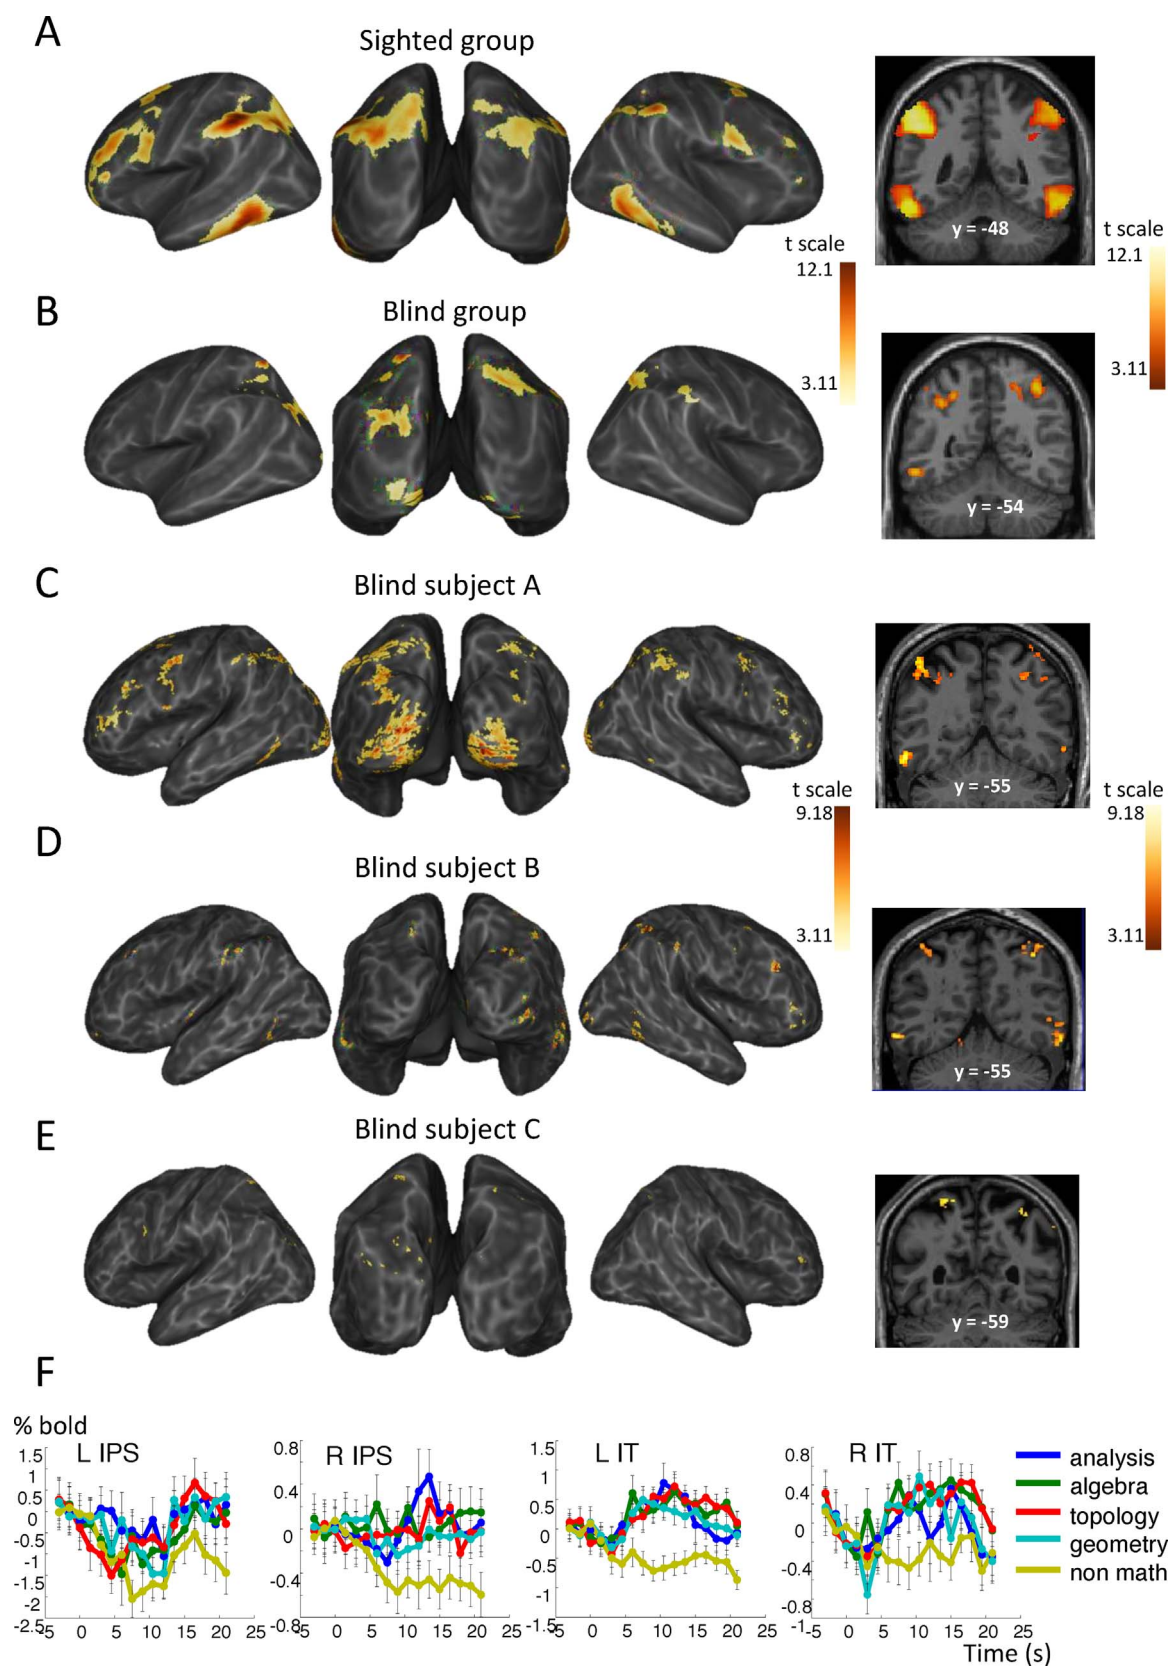 A
Sighted group
y = -48
t scale
12.1
3.11
t scale
12.1
3.11
B
Blind group
y = -54
C
Blind subject A
y = -55
t scale
9.18
3.11
t scale
9.18
3.11
D
Blind subject B
y = -55
E
Blind subject C
y = -59
F
% bold
L IPS
1.5
1
0.5
0
-0.5
-1
-1.5
-2
-2.5
-5 0 5 10 15 20 25
R IPS
0.8
0.4
0
-0.4
-0.8
-5 0 5 10 15 20 25
L IT
1.5
1
0.5
0
-0.5
-1
-1.5
-5 0 5 10 15 20 25
R IT
0.8
0.4
0
-0.4
-0.8
-1
-5 0 5 10 15 20 25
Time (s)
analysis
algebra
topology
geometry
non math